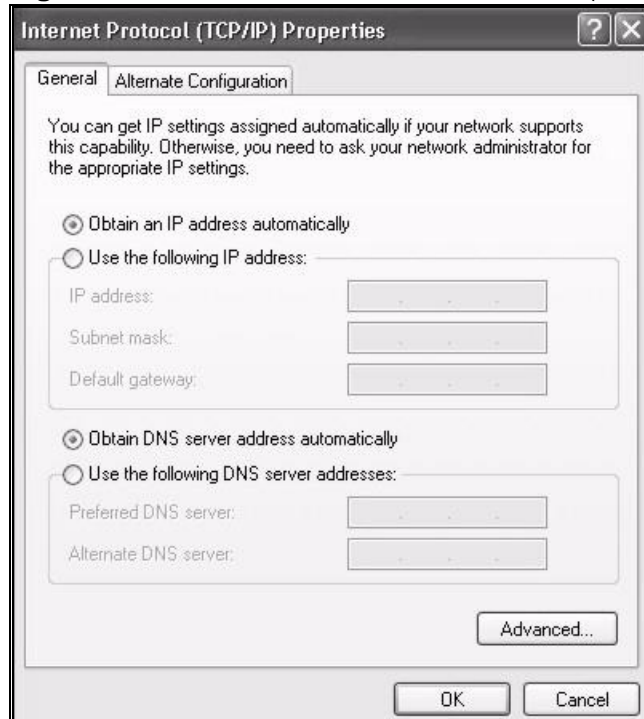 Internet Protocol (TCP/IP) Properties
General
Alternate Configuration
You can get IP settings assigned automatically if your network supports
this capability. Otherwise, you need to ask your network administrator for
the appropriate IP settings.
Obtain an IP address automatically
Use the following IP address:
IP address:
Subnet mask:
Default gateway:
Obtain DNS server address automatically
Use the following DNS server addresses:
Preferred DNS server:
Alternate DNS server:
Advanced...
OK
Cancel